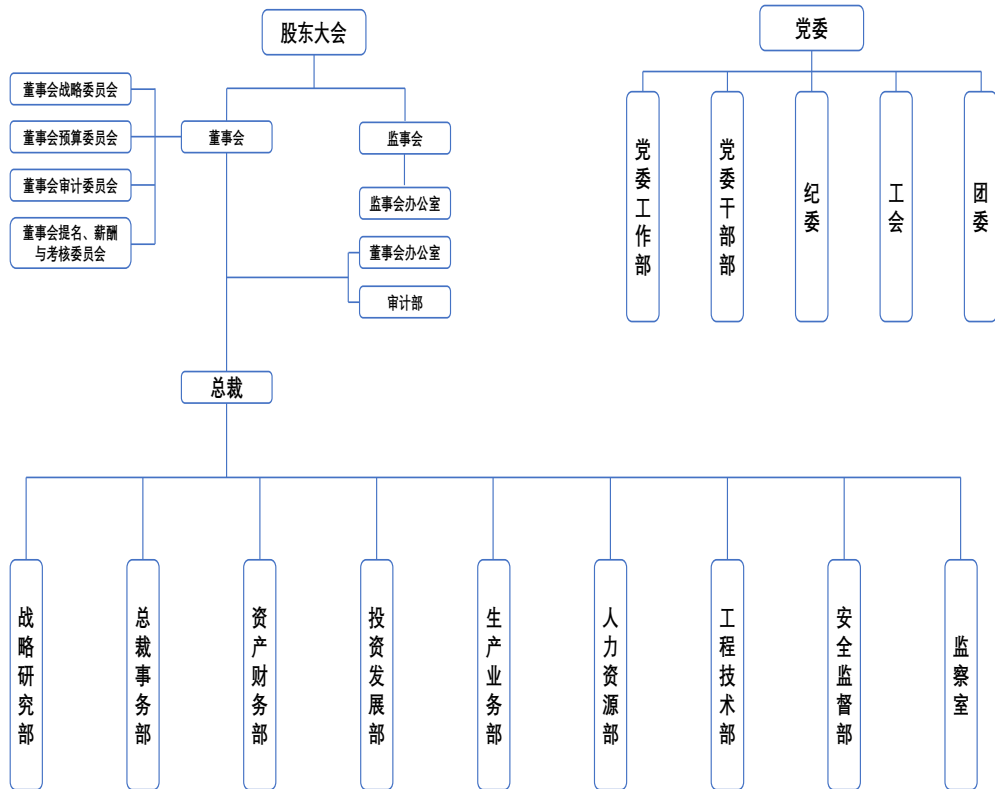 股东大会
党委
董事会战略委员会
董事会预算委员会
董事会审计委员会
董事会提名、薪酬
与考核委员会
董事会
监事会
监事会办公室
董事会办公室
审计部
党委工作部
党委干部部
纪委
工会
团委
总裁
战略研究部
总裁事务部
资产财务部
投资发展部
生产业务部
人力资源部
工程技术部
安全监督部
监察室